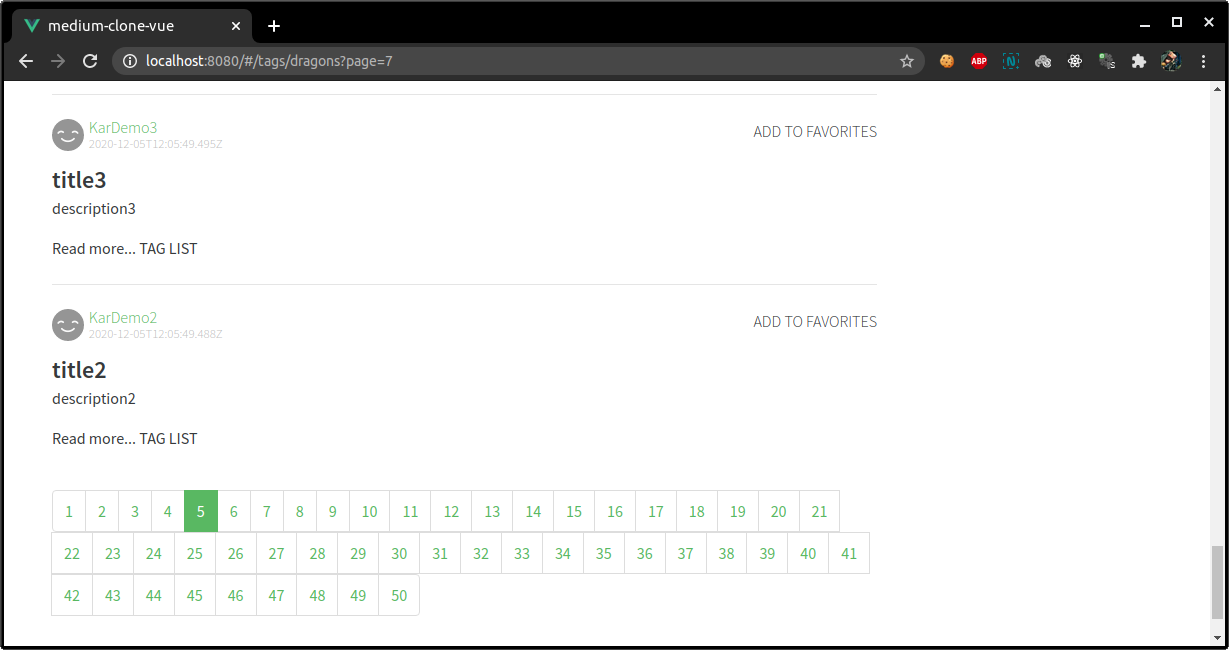 medium-clone-vue
localhost:8080/#/tags/dragons?page=7
ABP
N
KarDemo3
2020-12-05T12:05:49.495Z
ADD TO FAVORITES
title3
description3
Read more... TAG LIST
KarDemo2
2020-12-05T12:05:49.488Z
ADD TO FAVORITES
title2
description2
Read more... TAG LIST
1 2 3 4 5 6 7 8 9 10 11 12 13 14 15 16 17 18 19 20 21
22 23 24 25 26 27 28 29 30 31 32 33 34 35 36 37 38 39 40 41
42 43 44 45 46 47 48 49 50